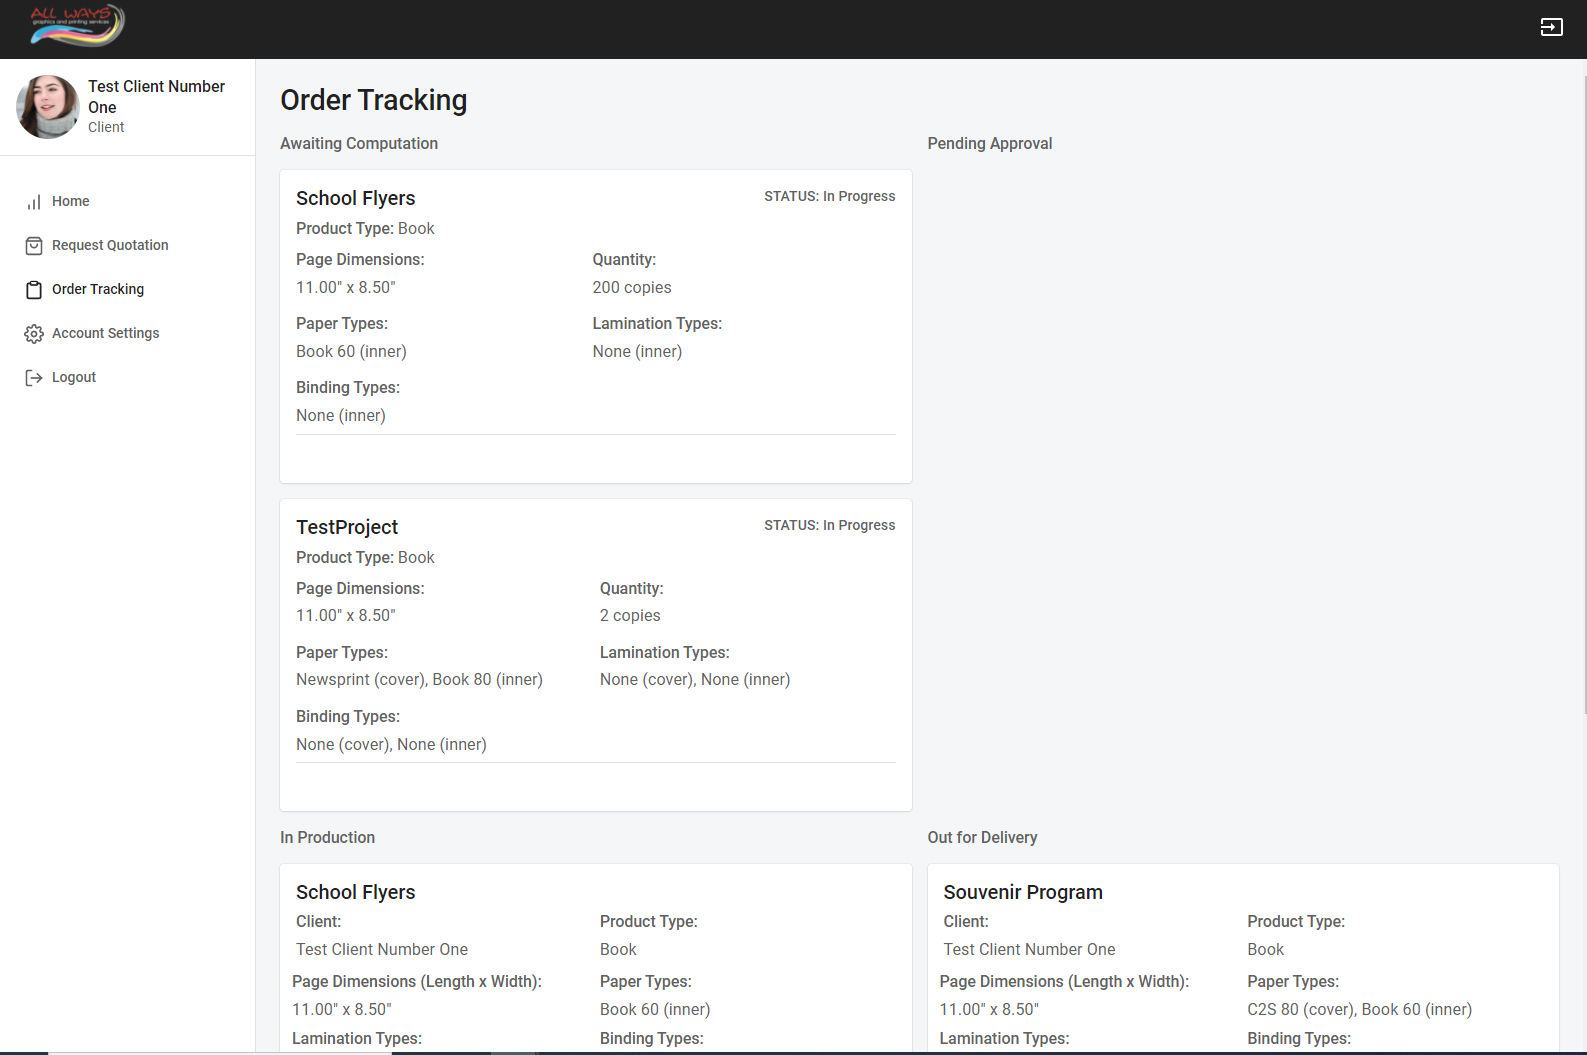 ALL WAYS
graphics and printing services
Test Client Number
One
Client
Home
Request Quotation
Order Tracking
Account Settings
Logout
Order Tracking
Awaiting Computation
School Flyers
STATUS: In Progress
Product Type: Book
Page Dimensions:
Quantity:
11.00" x 8.50"
200 copies
Paper Types:
Lamination Types:
Book 60 (inner)
None (inner)
Binding Types:
None (inner)
TestProject
STATUS: In Progress
Product Type: Book
Page Dimensions:
Quantity:
11.00" x 8.50"
2 copies
Paper Types:
Lamination Types:
Newsprint (cover), Book 80 (inner)
None (cover), None (inner)
Binding Types:
None (cover), None (inner)
Pending Approval
In Production
School Flyers
Client:
Product Type:
Test Client Number One
Book
Page Dimensions (Length x Width):
Paper Types:
11.00" x 8.50"
Book 60 (inner)
Lamination Types:
Binding Types:
Out for Delivery
Souvenir Program
Client:
Product Type:
Test Client Number One
Book
Page Dimensions (Length x Width):
Paper Types:
11.00" x 8.50"
C2S 80 (cover), Book 60 (inner)
Lamination Types:
Binding Types: